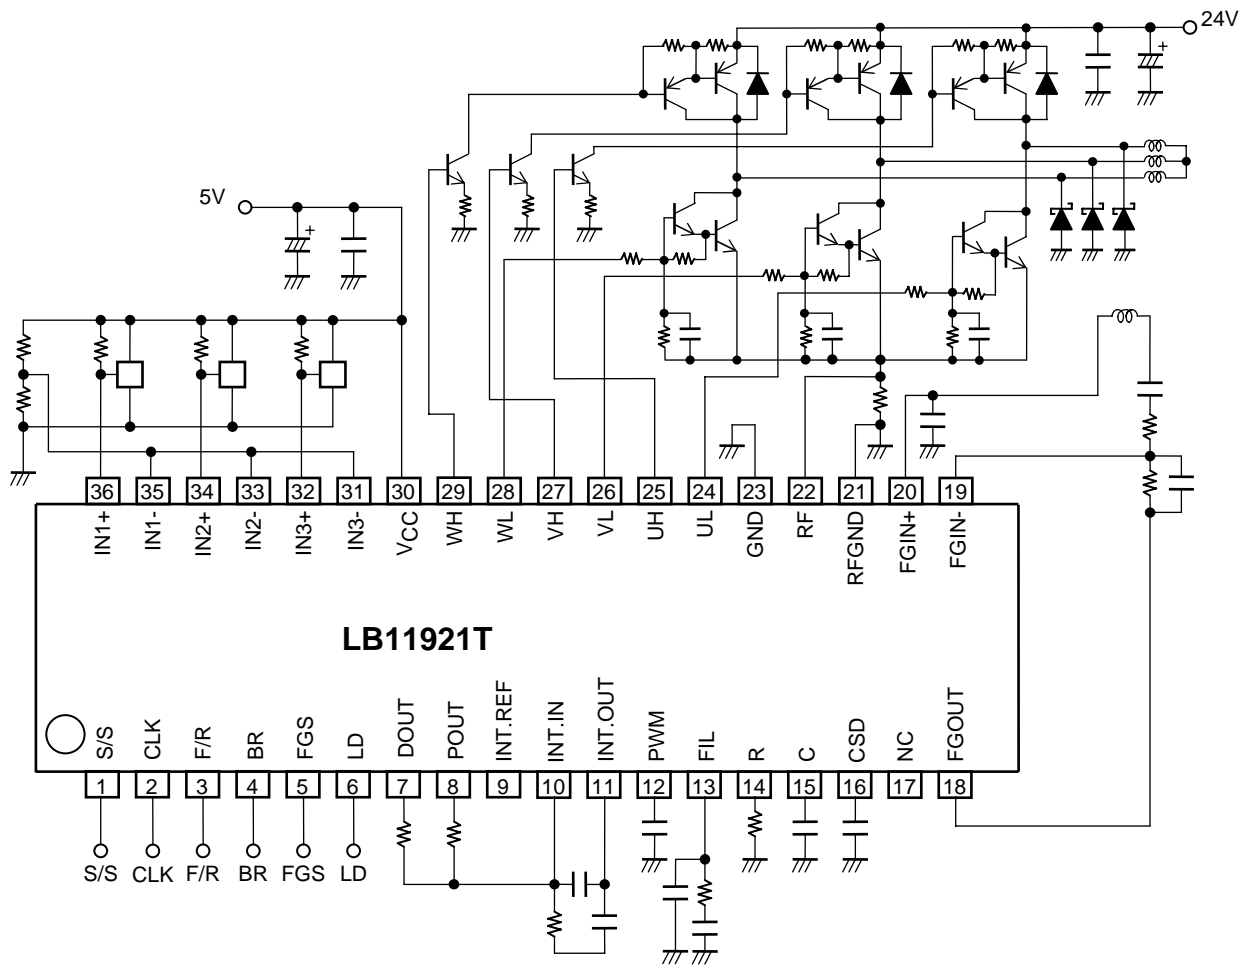 24V
+
5V
+
36 35 34 33 32 31 30 29 28 27 26 25 24 23 22 21 20 19
IN1+ IN1- IN2+ IN2- IN3+ IN3- VCC WH WL VH VL UH UL GND RF RFGND FGIN+ FGIN-
LB11921T
S/S CLK F/R BR FGS LD DOUT POUT INT.REF INT.IN INT.OUT PWM FIL R C CSD NC FGOUT
1 2 3 4 5 6 7 8 9 10 11 12 13 14 15 16 17 18
S/S CLK F/R BR FGS LD